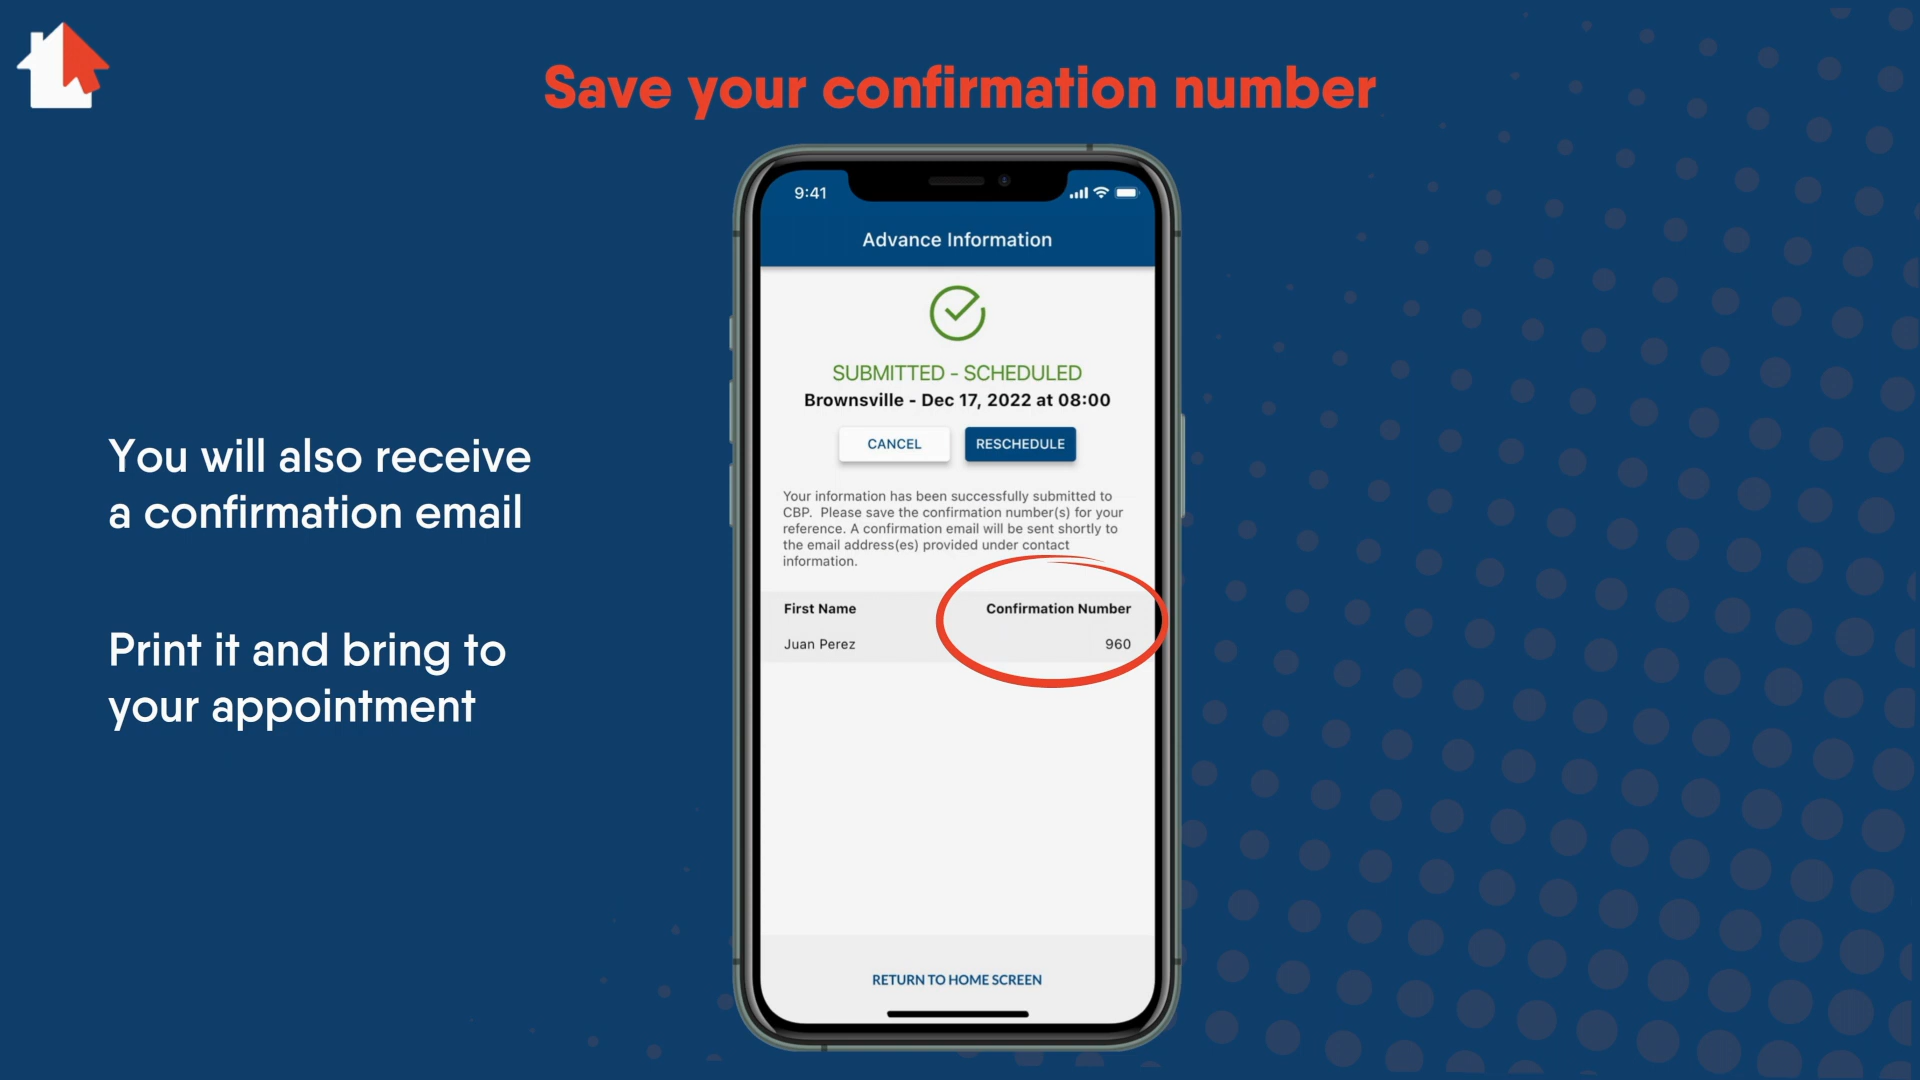 Save your confirmation number
You will also receive
a confirmation email
Print it and bring to
your appointment
9:41
Advance Information
SUBMITTED - SCHEDULED
Brownsville - Dec 17, 2022 at 08:00
CANCEL RESCHEDULE
Your information has been successfully submitted to
CBP. Please save the confirmation number(s) for your
reference. A confirmation email will be sent shortly to
the email address(es) provided under contact
information.
First Name Confirmation Number
Juan Perez 960
RETURN TO HOME SCREEN